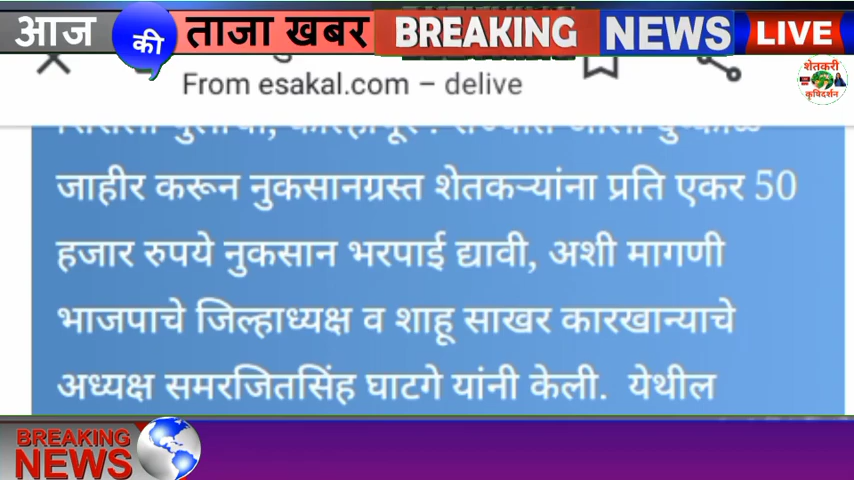 आज की ताजा खबर BREAKING NEWS LIVE
From esakal.com – delive
शेतकरी
कृषिदर्शन
जाहीर करून नुकसानग्रस्त शेतकऱ्यांना प्रति एकर 50
हजार रुपये नुकसान भरपाई द्यावी, अशी मागणी
भाजपाचे जिल्हाध्यक्ष व शाहू साखर कारखान्याचे
अध्यक्ष समरजितसिंह घाटगे यांनी केली. येथील
BREAKING
NEWS